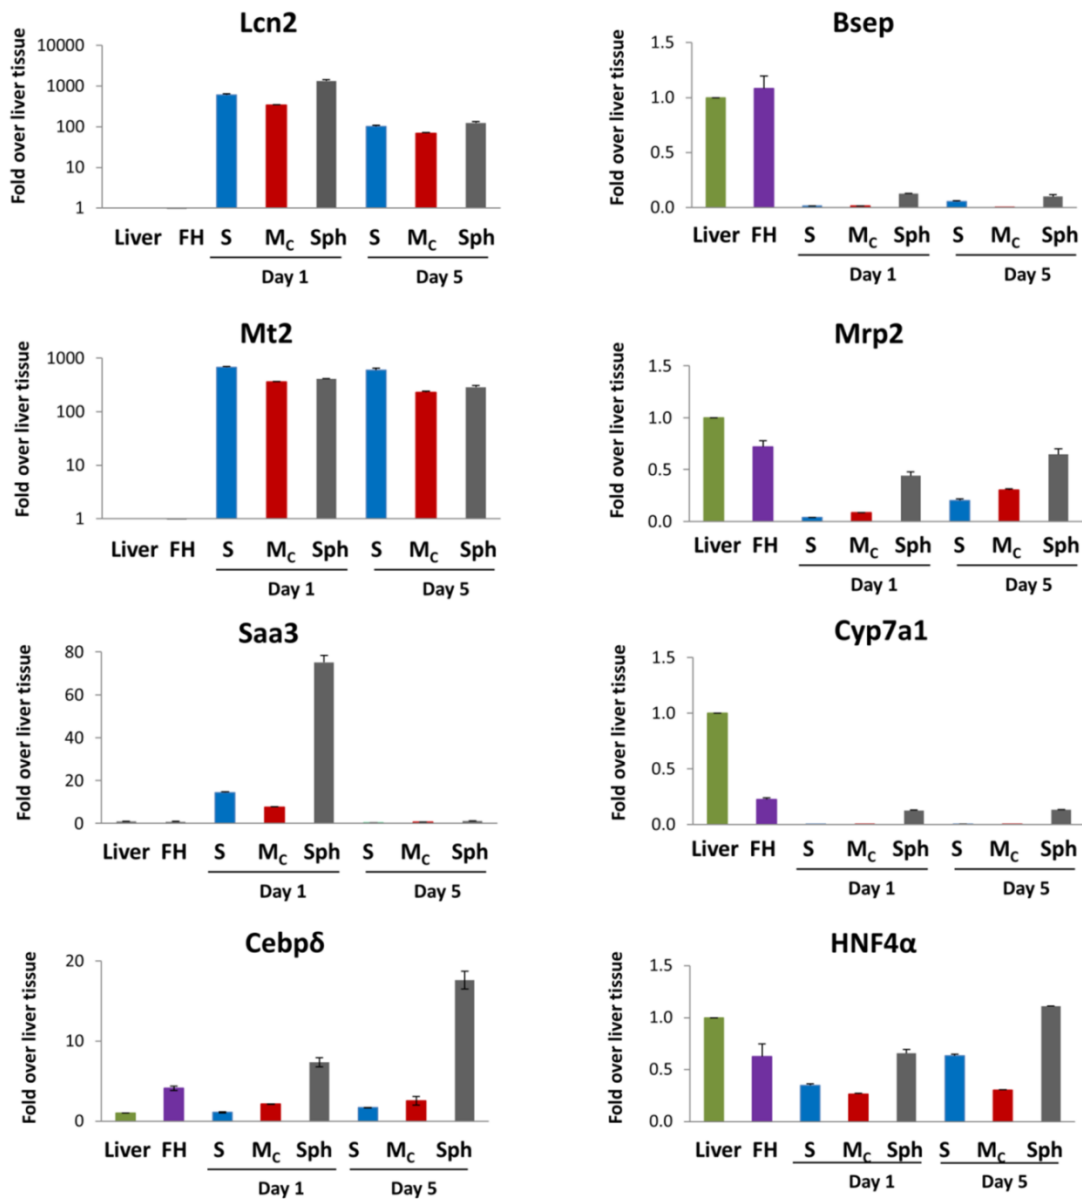 Lcn2
Fold over liver tissue
10000
1000
100
10
1
Liver FH S MC Sph S MC Sph
Day 1 Day 5
Bsep
Fold over liver tissue
1.5
1.0
0.5
0.0
Liver FH S MC Sph S MC Sph
Day 1 Day 5
Mt2
Fold over liver tissue
1000
100
10
1
Liver FH S MC Sph S MC Sph
Day 1 Day 5
Mrp2
Fold over liver tissue
1.5
1.0
0.5
0.0
Liver FH S MC Sph S MC Sph
Day 1 Day 5
Saa3
Fold over liver tissue
80
60
40
20
0
Liver FH S MC Sph S MC Sph
Day 1 Day 5
Cyp7a1
Fold over liver tissue
1.5
1.0
0.5
0.0
Liver FH S MC Sph S MC Sph
Day 1 Day 5
Cebpδ
Fold over liver tissue
20
10
0
Liver FH S MC Sph S MC Sph
Day 1 Day 5
HNF4α
Fold over liver tissue
1.5
1.0
0.5
0.0
Liver FH S MC Sph S MC Sph
Day 1 Day 5